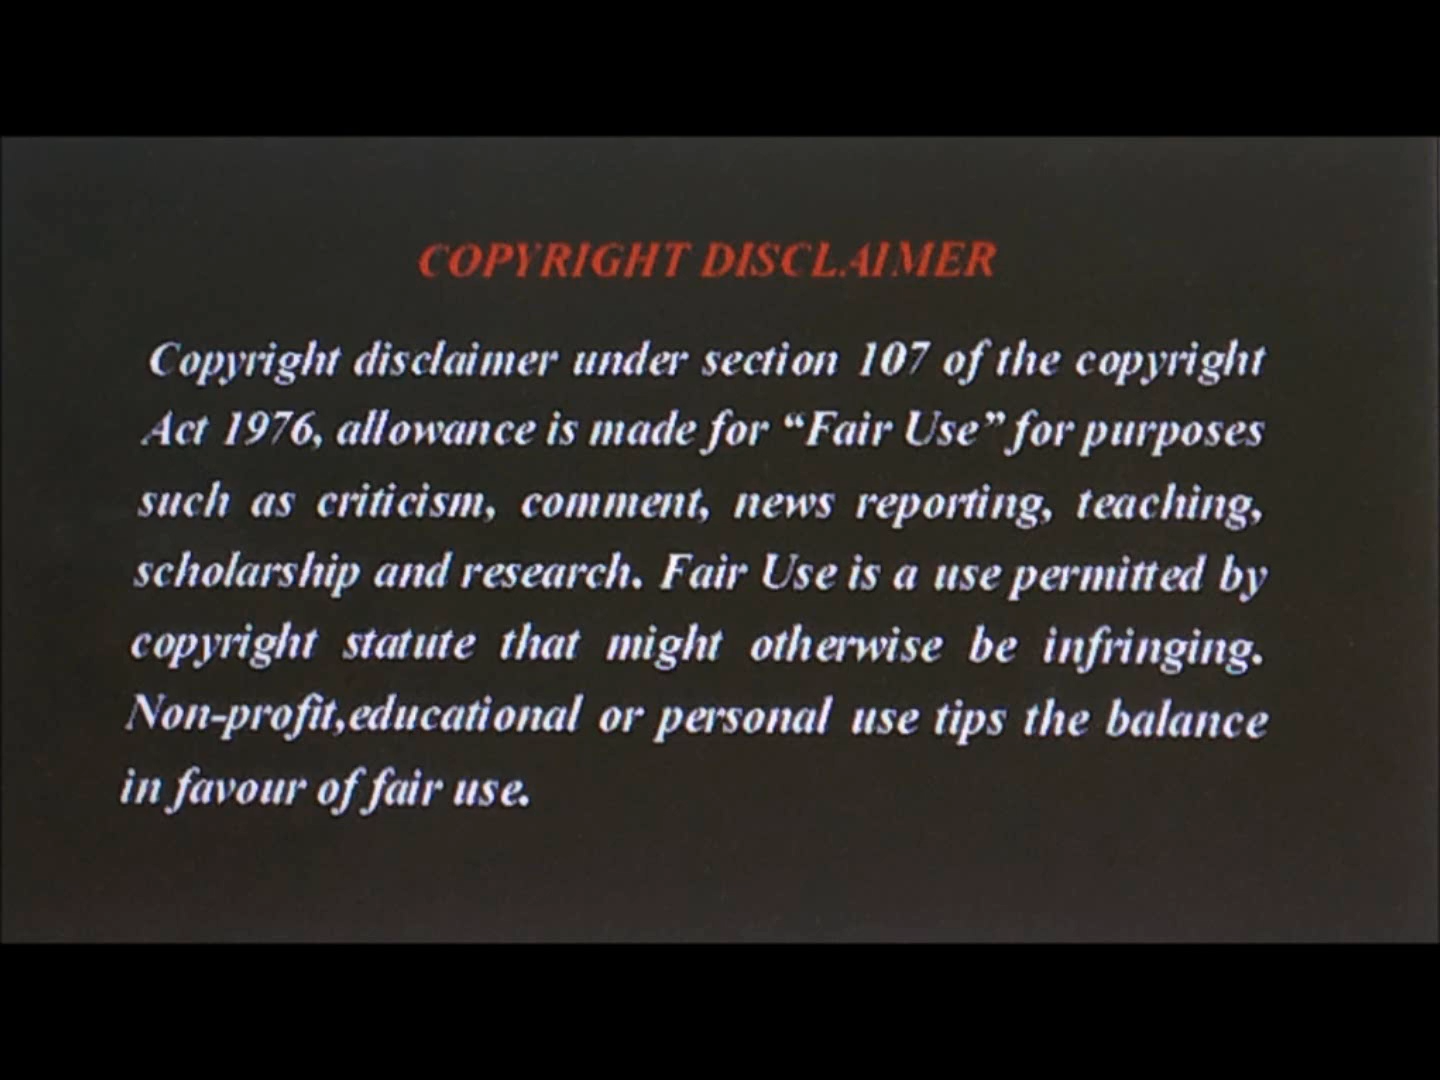 COPYRIGHT DISCLAIMER
Copyright disclaimer under section 107 of the copyright
Act 1976, allowance is made for “Fair Use” for purposes
such as criticism, comment, news reporting, teaching,
scholarship and research. Fair Use is a use permitted by
copyright statute that might otherwise be infringing.
Non-profit,educational or personal use tips the balance
in favour of fair use.